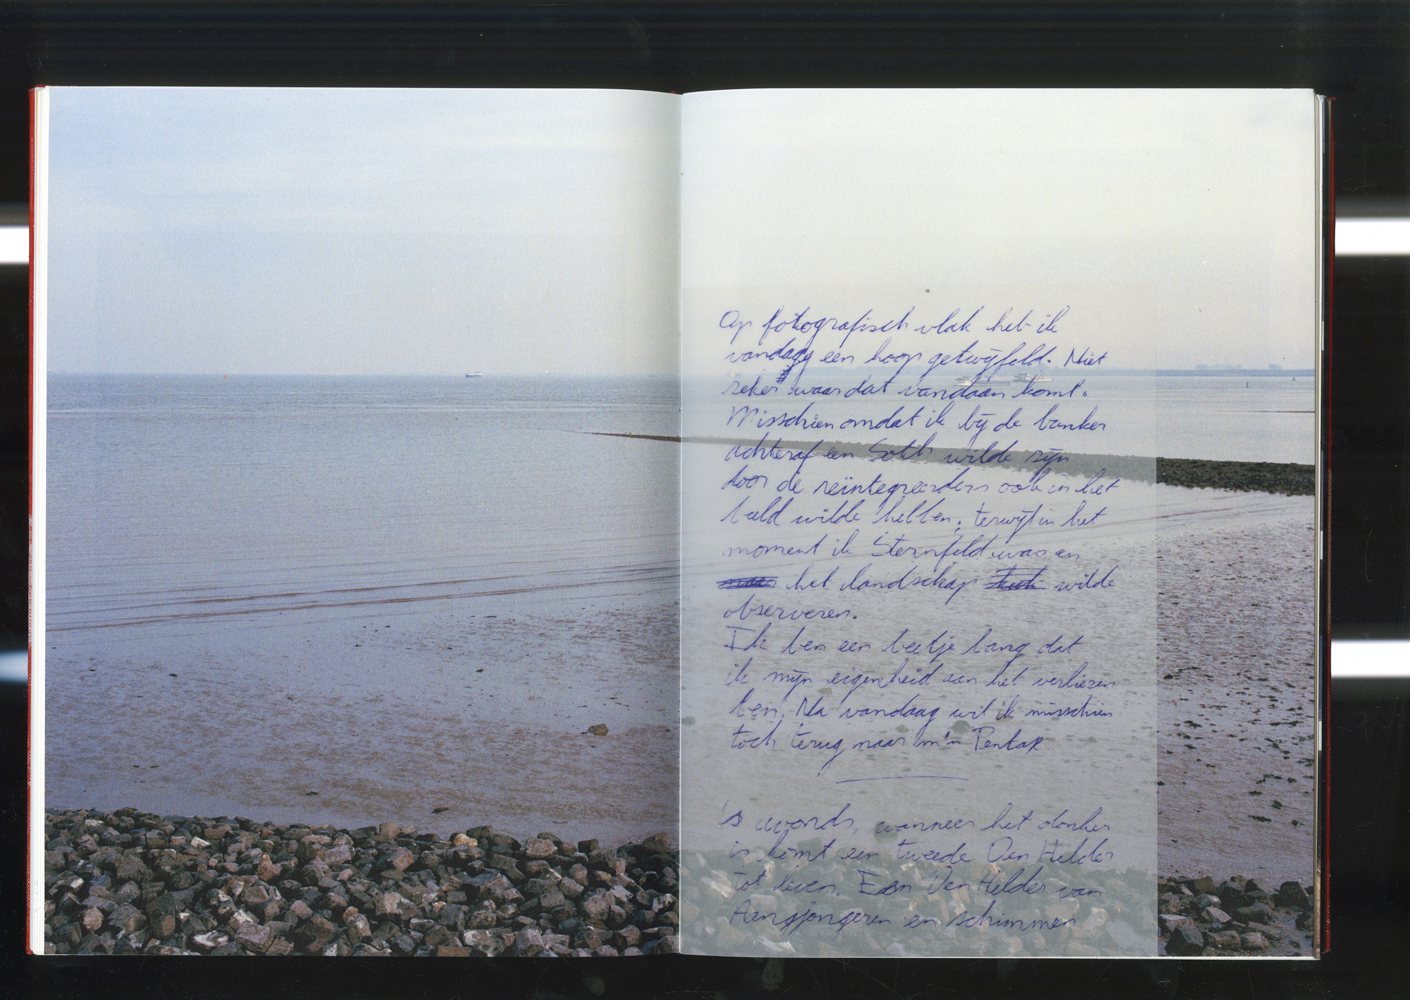 Op fotografisch vlak heb ik
vandaag een hoop getwijfeld. Niet
zeker waar dat vandaan komt.
Misschien omdat ik bij de bunker
achteraf een Soth wilde zijn
door de reïntegreerders ook in het
beeld wilde hebben, terwijl in het
moment ik Sternfeld was en
het landschap wilde
observeren.
Ik ben een beetje bang dat
ik mijn eigenheid aan het verliezen
ben. Na vandaag wil ik misschien
toch terug naar m'n Pentax
's avonds, wanneer het donker
is komt een tweede Den Helder
tot leven. Een Den Helder van
hangjongeren en schimmen